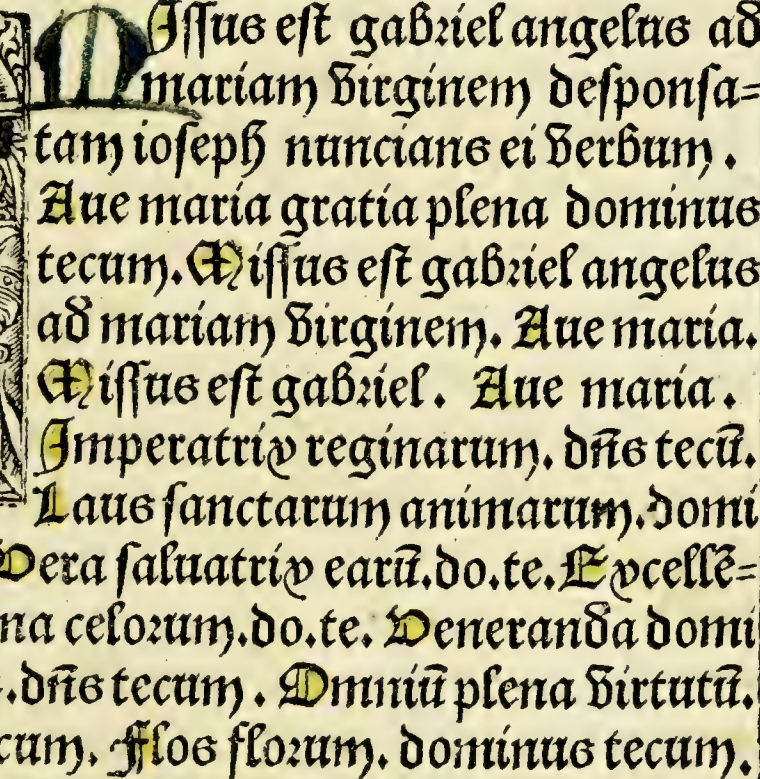 Missus est gabriel angelus ad
mariam virginem desponsa=
tam ioseph nuncians ei verbum.
Aue maria gratia plena dominus
tecum. Missus est gabriel angelus
ad mariam virginem. Aue maria.
Missus est gabriel. Aue maria.
Imperatrix reginarum. dñs tecū.
Laus sanctarum animarum. domi
Vera saluatrix earū. do. te. Excellē=
na celorum. do. te. Veneranda domi
. dñs tecum. Omniū plena virtutū.
cum. Flos florum. dominus tecum.